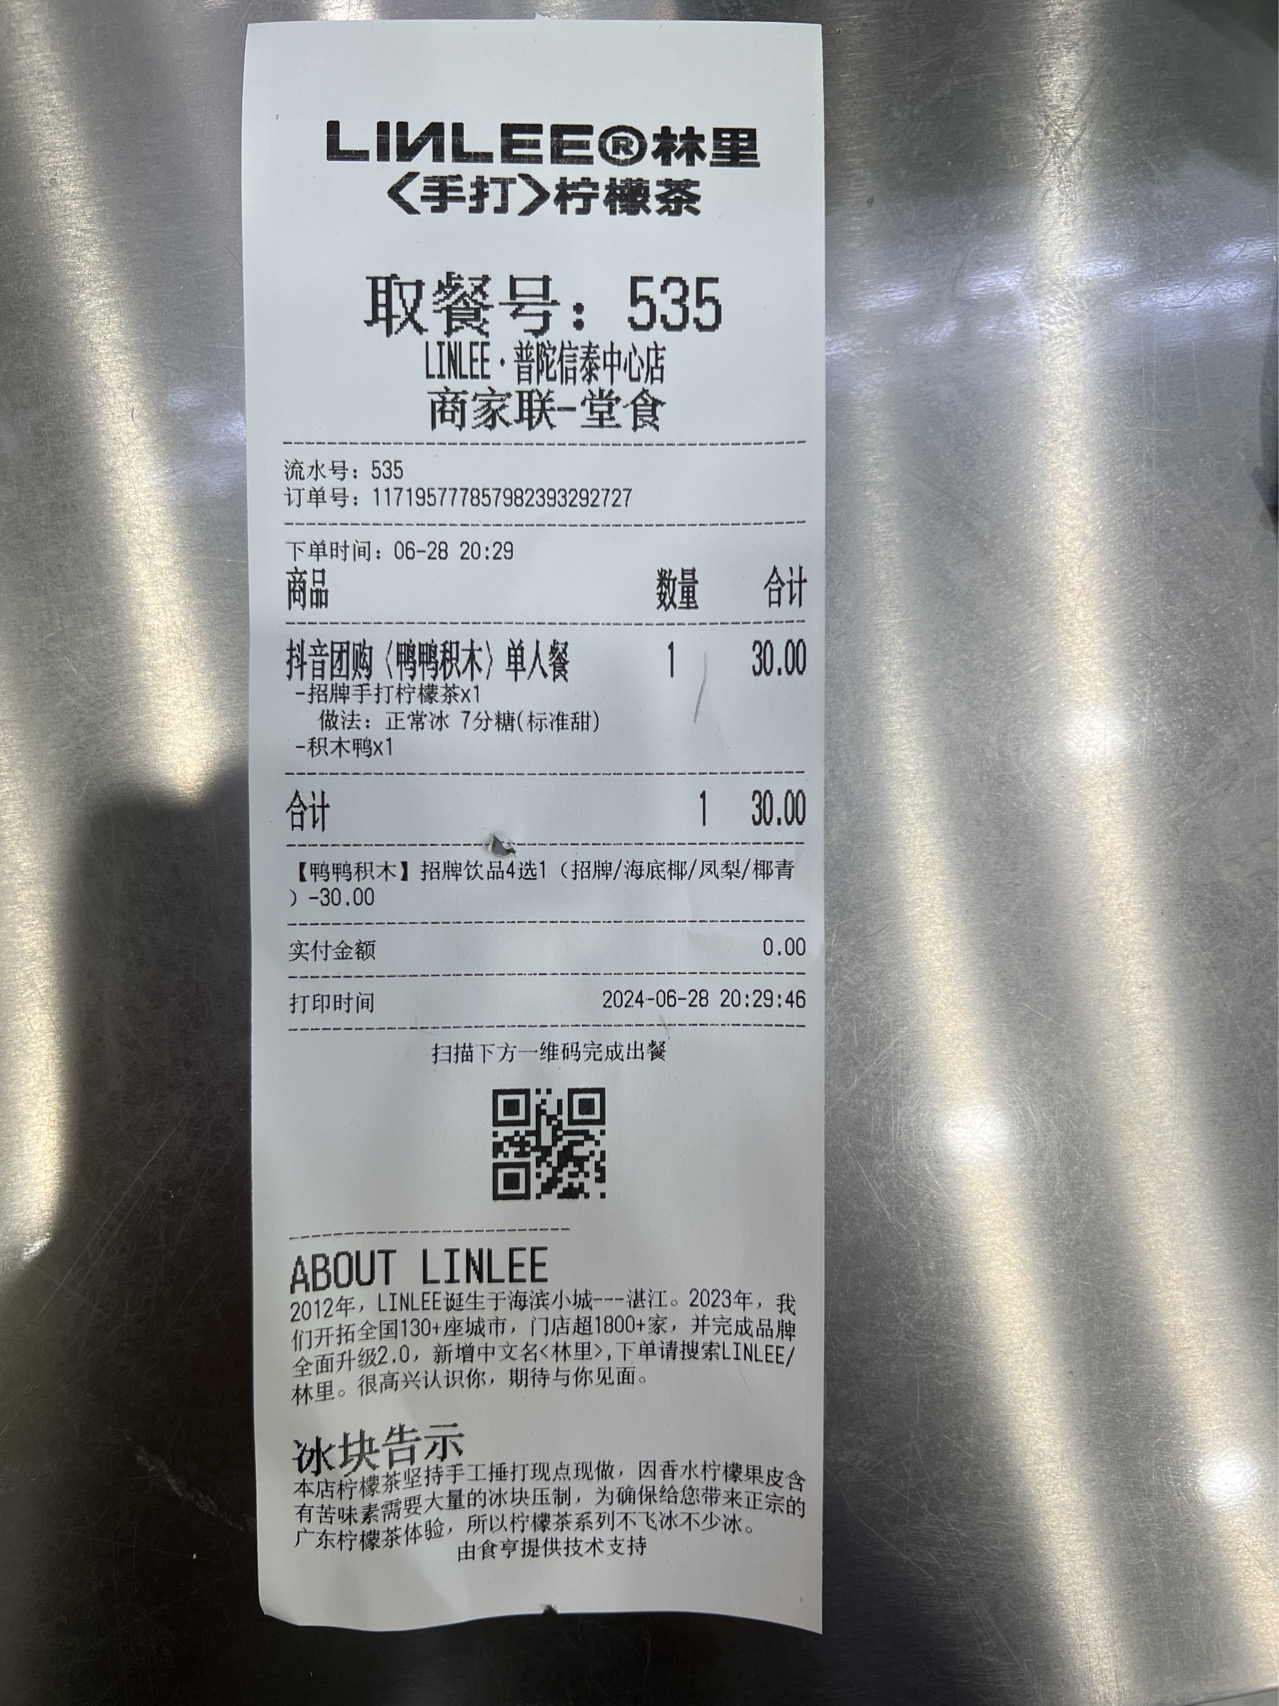 LINLEE®林里
<手打>柠檬茶
取餐号：535
LINLEE·普陀信泰中心店
商家联-堂食
流水号：535
订单号：1171957778579823932927​27
下单时间：06-28 20:29
商品 数量 合计
抖音团购〈鸭鸭积木〉单人餐 1 30.00
-招牌手打柠檬茶x1
做法：正常冰 7分糖(标准甜)
-积木鸭x1
合计 1 30.00
【鸭鸭积木】招牌饮品4选1（招牌/海底椰/凤梨/椰青
）-30.00
实付金额 0.00
打印时间 2024-06-28 20:29:46
扫描下方一维码完成出餐
ABOUT LINLEE
2012年，LINLEE诞生于海滨小城---湛江。2023年，我
们开拓全国130+座城市，门店超1800+家，并完成品牌
全面升级2.0，新增中文名<林里>,下单请搜索LINLEE/
林里。很高兴认识你，期待与你见面。
冰块告示
本店柠檬茶坚持手工捶打现点现做，因香水柠檬果皮含
有苦味素需要大量的冰块压制，为确保给您带来正宗的
广东柠檬茶体验，所以柠檬茶系列不飞冰不少冰。
由食亨提供技术支持